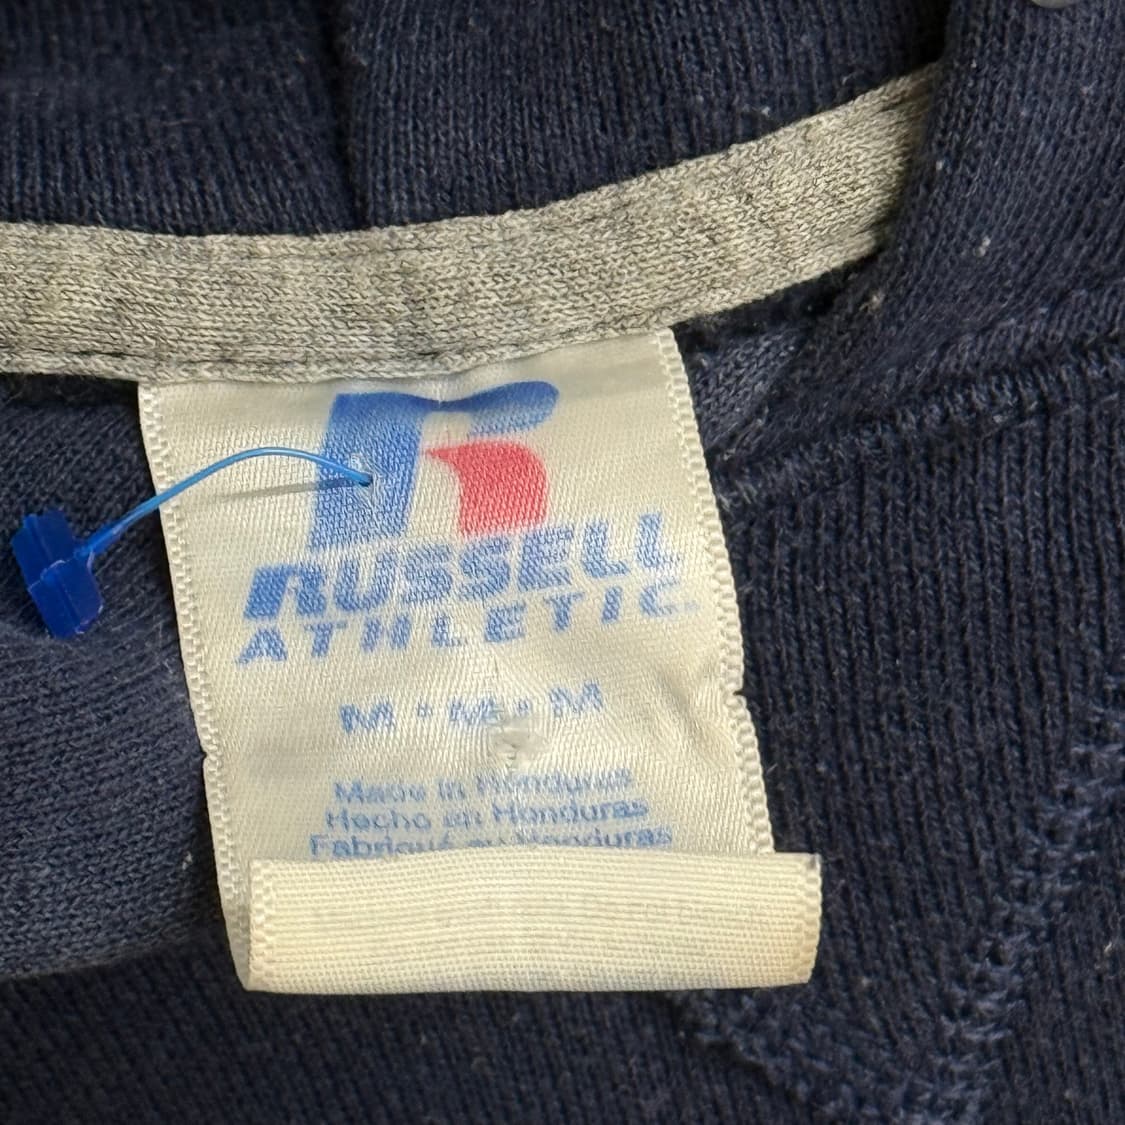 RUSSELL
ATHLETIC
M • M • M
Made in Honduras
Hecho en Honduras
Fabriqué au Honduras